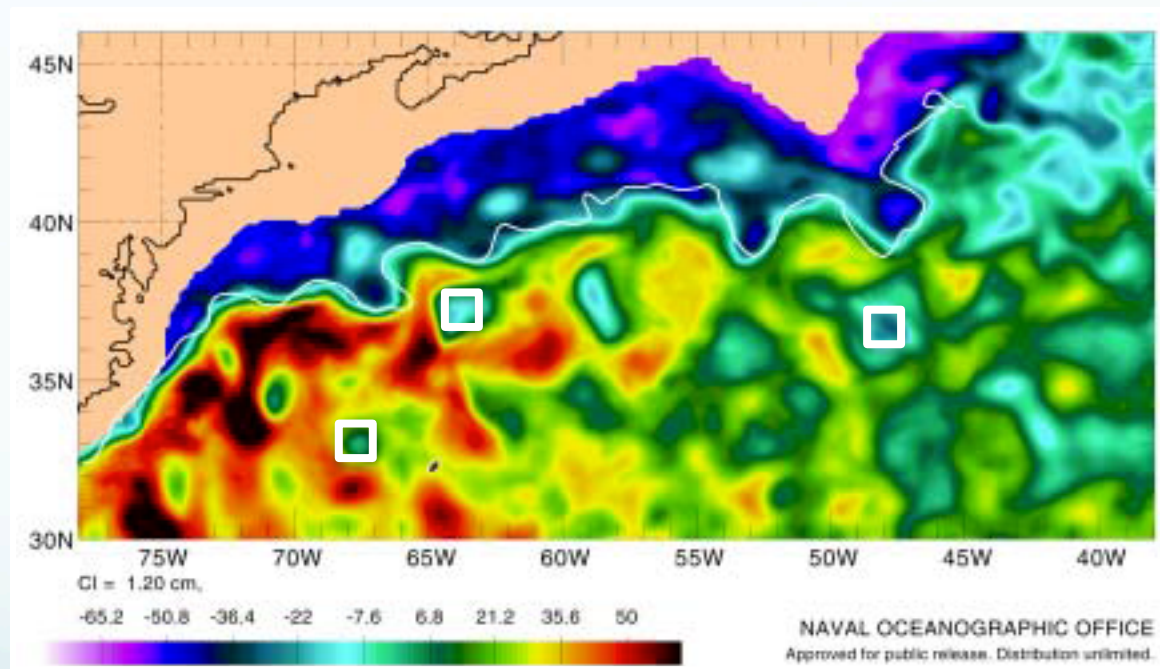 45N
40N
35N
30N
75W 70W 65W 60W 55W 50W 45W 40W
CI = 1.20 cm,
-65.2 -50.8 -36.4 -22 -7.6 6.8 21.2 35.6 50
NAVAL OCEANOGRAPHIC OFFICE
Approved for public release. Distribution unlimited.